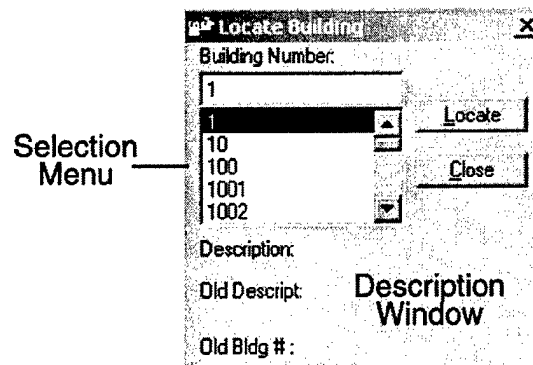 Locate Building
Building Number:
1
1
10
100
1001
1002
Locate
Close
Selection
Menu
Description:
Old Descript:
Description
Window
Old Bldg # :